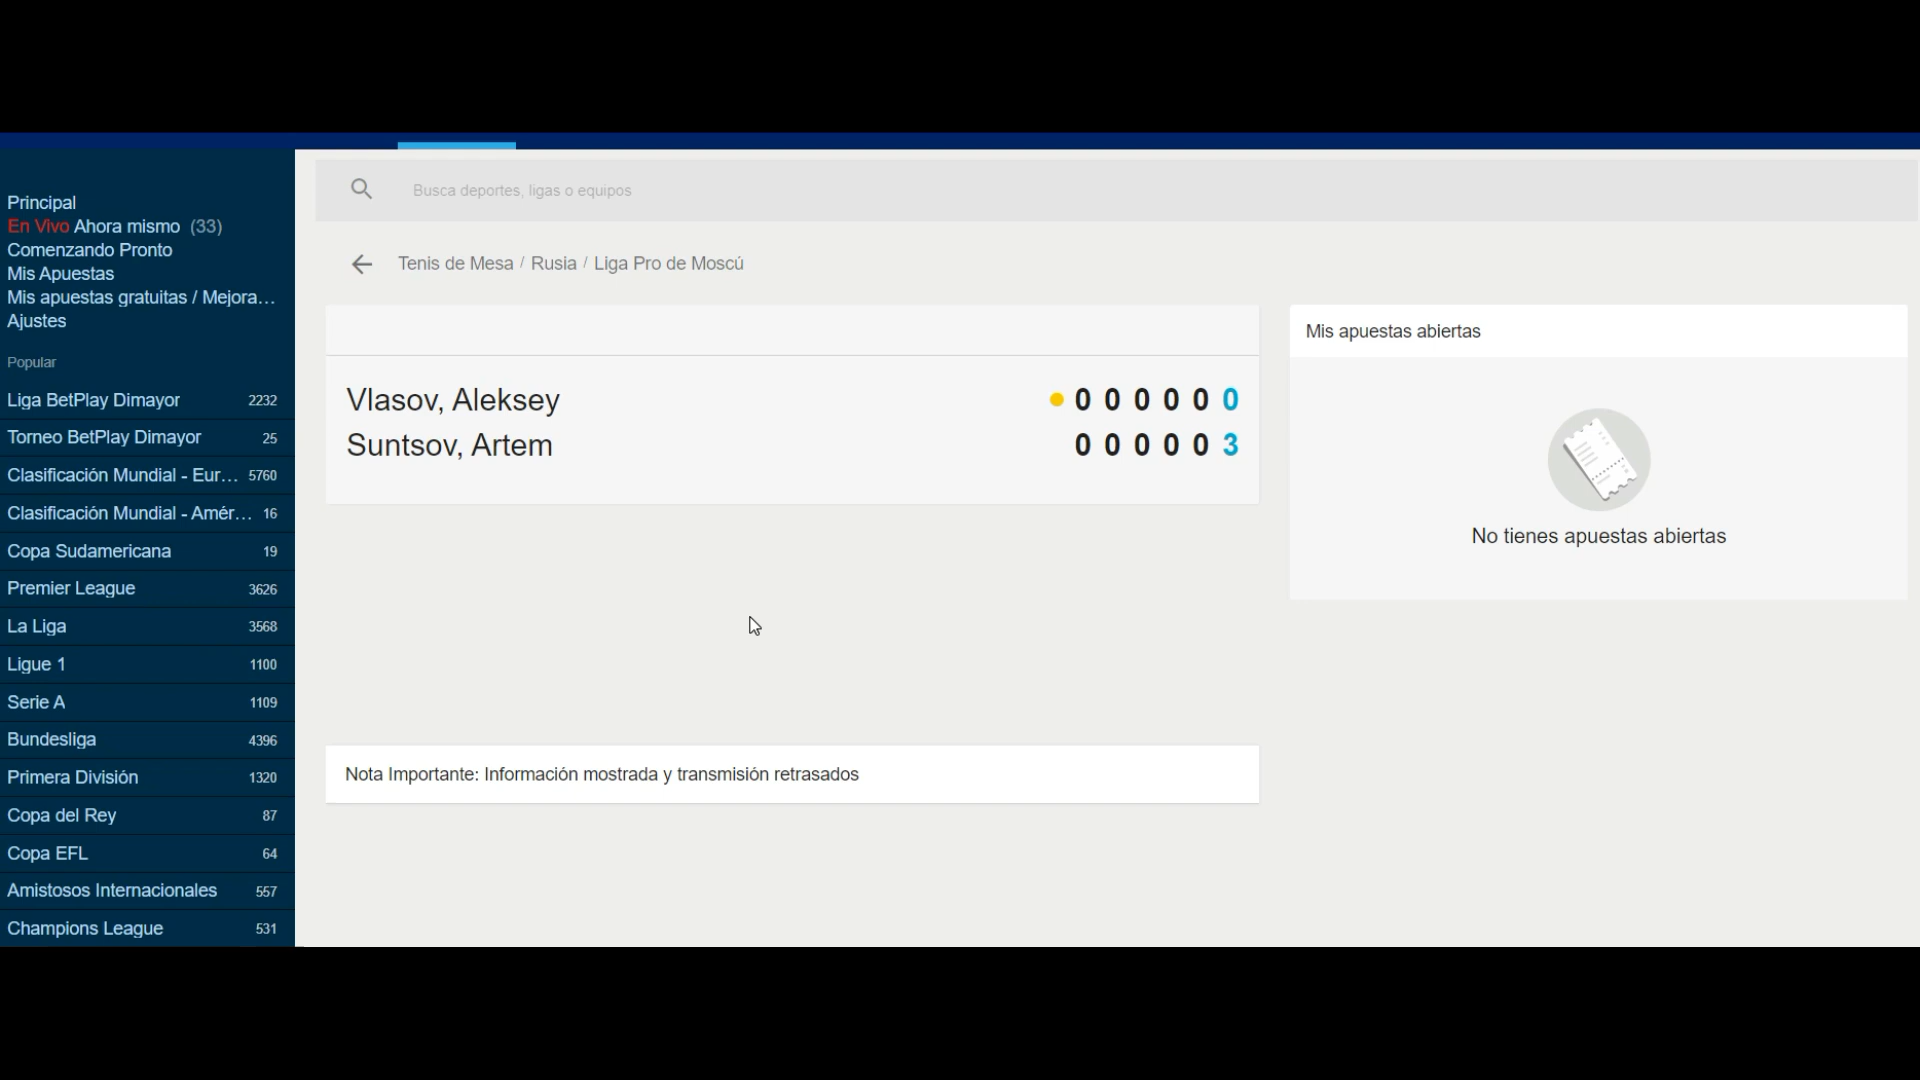 Busca deportes, ligas o equipos
Principal
En Vivo Ahora mismo (33)
Comenzando Pronto
Mis Apuestas
Mis apuestas gratuitas / Mejora...
Ajustes
Popular
Liga BetPlay Dimayor 2232
Torneo BetPlay Dimayor 25
Clasificación Mundial - Eur... 5760
Clasificación Mundial - Amér... 16
Copa Sudamericana 19
Premier League 3626
La Liga 3568
Ligue 1 1100
Serie A 1109
Bundesliga 4396
Primera División 1320
Copa del Rey 87
Copa EFL 64
Amistosos Internacionales 557
Champions League 531
Tenis de Mesa / Rusia / Liga Pro de Moscú
Vlasov, Aleksey 0 0 0 0 0 0
Suntsov, Artem 0 0 0 0 0 3
Nota Importante: Información mostrada y transmisión retrasados
Mis apuestas abiertas
No tienes apuestas abiertas